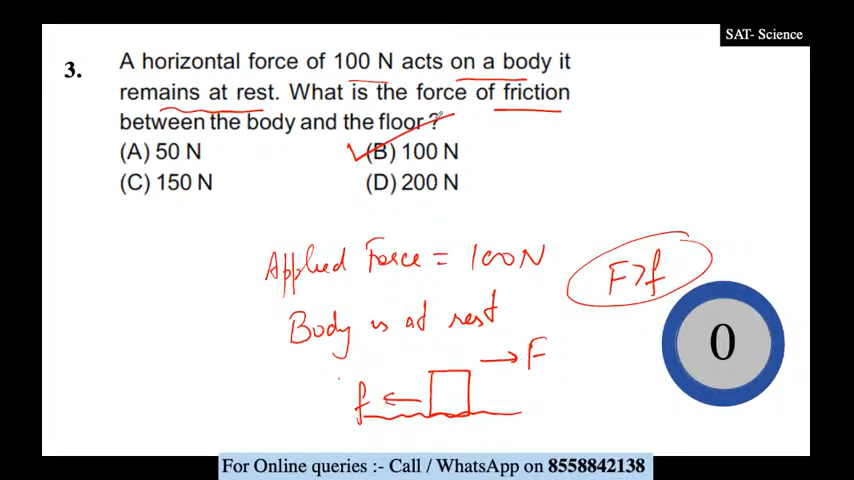 SAT- Science
3. A horizontal force of 100 N acts on a body it
remains at rest. What is the force of friction
between the body and the floor ?
(A) 50 N (B) 100 N
(C) 150 N (D) 200 N
Applied Force = 100N
F>f
Body is at rest
0
F
f
For Online queries :- Call / WhatsApp on 8558842138